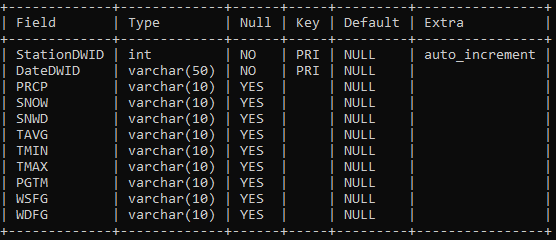 +-------------+-------------+------+-----+---------+----------------+
| Field       | Type        | Null | Key | Default | Extra          |
+-------------+-------------+------+-----+---------+----------------+
| StationDWID | int         | NO   | PRI | NULL    | auto_increment |
| DateDWID    | varchar(50) | NO   | PRI | NULL    |                |
| PRCP        | varchar(10) | YES  |     | NULL    |                |
| SNOW        | varchar(10) | YES  |     | NULL    |                |
| SNWD        | varchar(10) | YES  |     | NULL    |                |
| TAVG        | varchar(10) | YES  |     | NULL    |                |
| TMIN        | varchar(10) | YES  |     | NULL    |                |
| TMAX        | varchar(10) | YES  |     | NULL    |                |
| PGTM        | varchar(10) | YES  |     | NULL    |                |
| WSFG        | varchar(10) | YES  |     | NULL    |                |
| WDFG        | varchar(10) | YES  |     | NULL    |                |
+-------------+-------------+------+-----+---------+----------------+